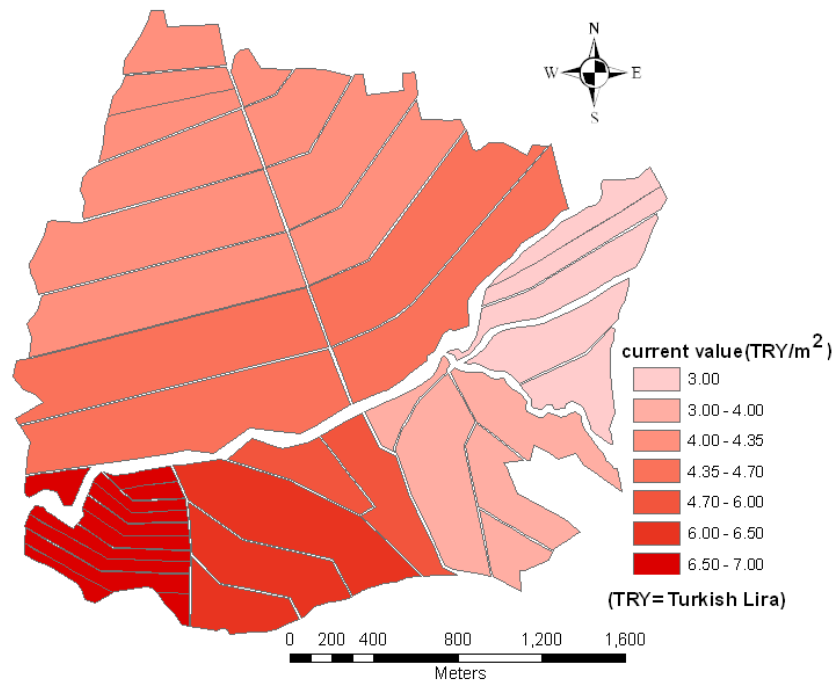 N
W E
S
current value(TRY/m²)
3.00
3.00 - 4.00
4.00 - 4.35
4.35 - 4.70
4.70 - 6.00
6.00 - 6.50
6.50 - 7.00
(TRY= Turkish Lira)
0 200 400 800 1,200 1,600
Meters